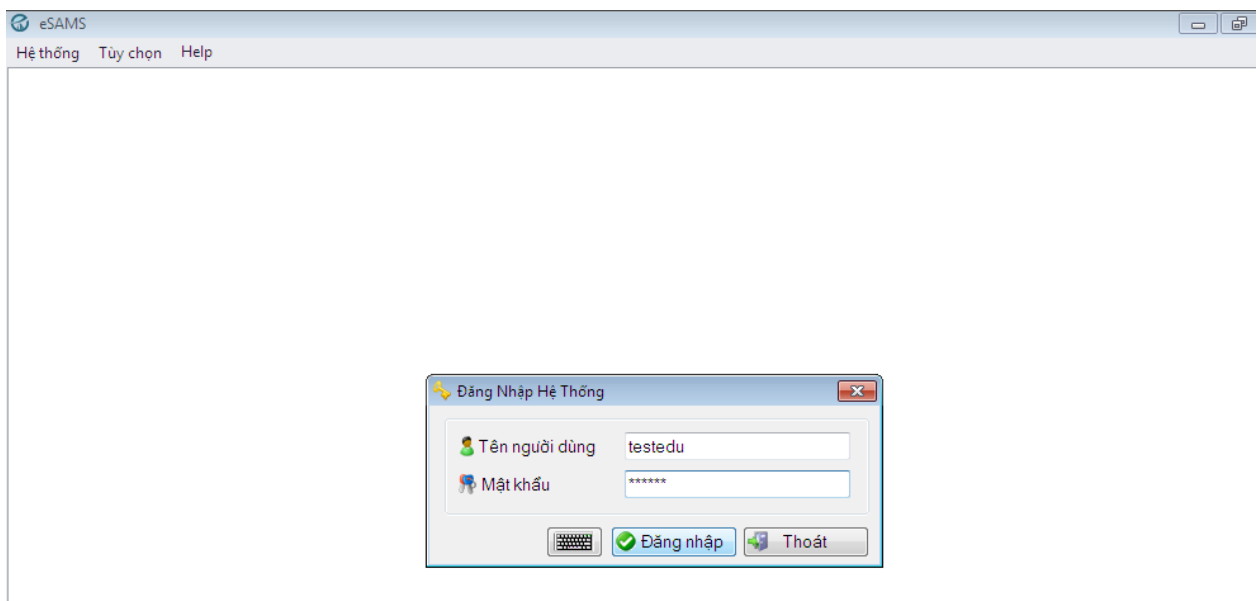 eSAMS
Hệ thống Tùy chọn Help
Đăng Nhập Hệ Thống
Tên người dùng testedu
Mật khẩu ******
Đăng nhập Thoát